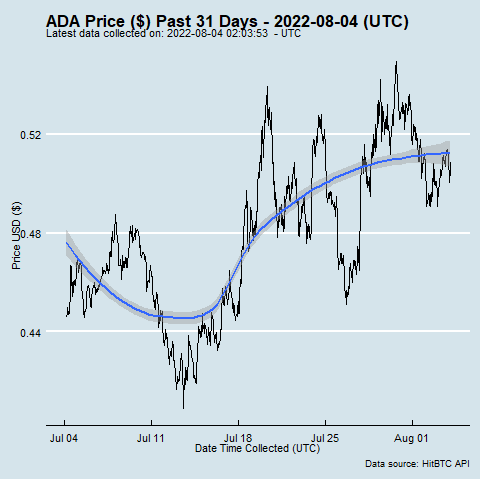 ADA Price ($) Past 31 Days - 2022-08-04 (UTC)
Latest data collected on: 2022-08-04 02:03:53 - UTC
0.52
0.48
0.44
Price USD ($)
Jul 04 Jul 11 Jul 18 Jul 25 Aug 01
Date Time Collected (UTC)
Data source: HitBTC API